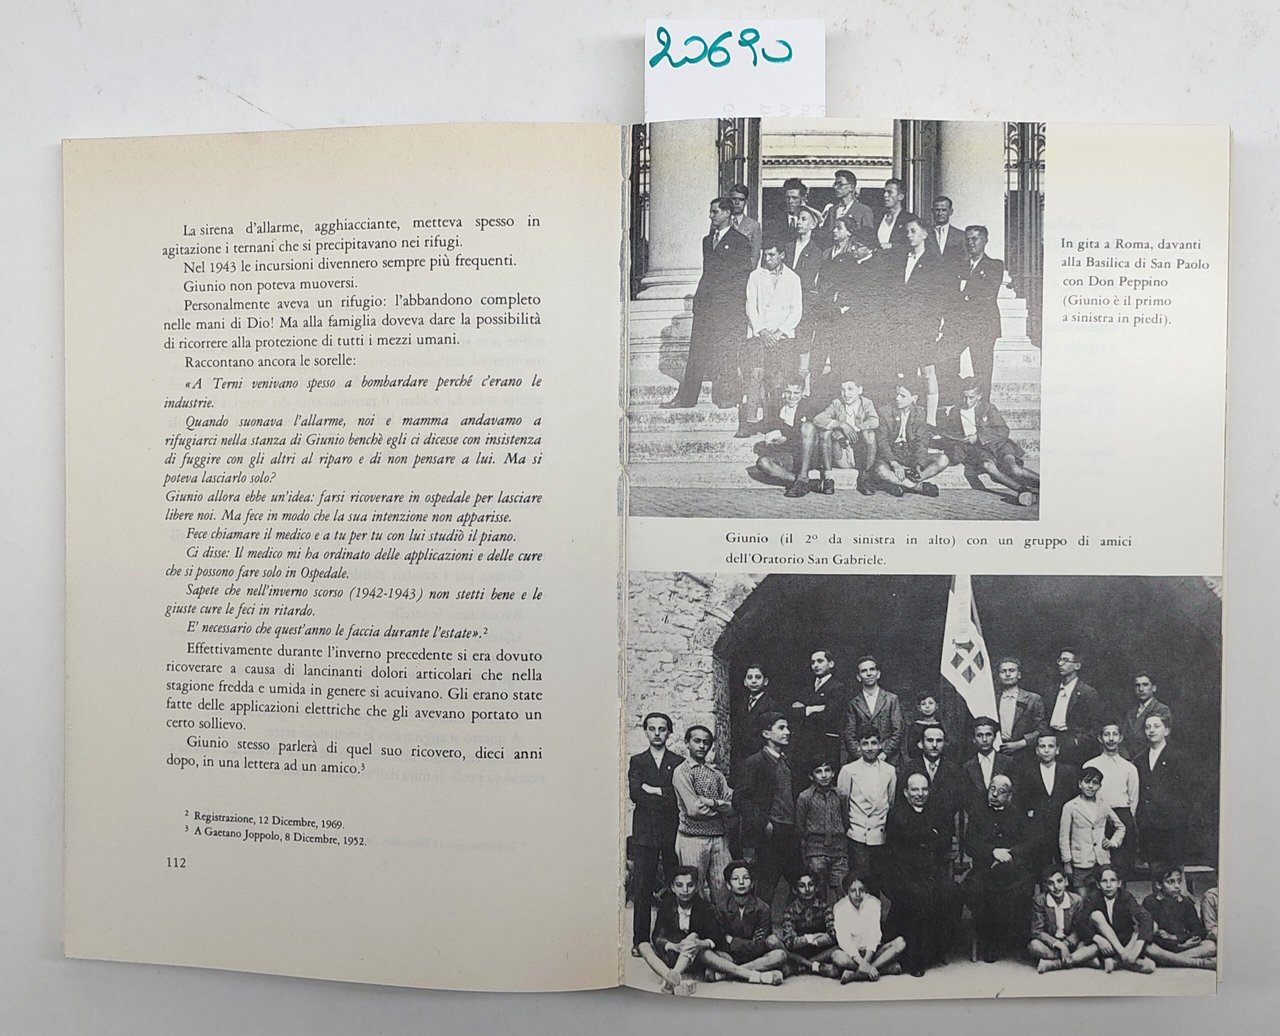 20690
La sirena d'allarme, agghiacciante, metteva spesso in
agitazione i ternani che si precipitavano nei rifugi.
Nel 1943 le incursioni divennero sempre più frequenti.
Giunio non poteva muoversi.
Personalmente aveva un rifugio: l'abbandono completo
nelle mani di Dio! Ma alla famiglia doveva dare la possibilità
di ricorrere alla protezione di tutti i mezzi umani.
Raccontano ancora le sorelle:
«A Terni venivano spesso a bombardare perché c'erano le
industrie.
Quando suonava l'allarme, noi e mamma andavamo a
rifugiarci nella stanza di Giunio benchè egli ci dicesse con insistenza
di fuggire con gli altri al riparo e di non pensare a lui. Ma si
poteva lasciarlo solo?
Giunio allora ebbe un'idea: farsi ricoverare in ospedale per lasciare
libere noi. Ma fece in modo che la sua intenzione non apparisse.
Fece chiamare il medico e a tu per tu con lui studiò il piano.
Ci disse: Il medico mi ha ordinato delle applicazioni e delle cure
che si possono fare solo in Ospedale.
Sapete che nell'inverno scorso (1942-1943) non stetti bene e le
giuste cure le feci in ritardo.
E' necessario che quest'anno le faccia durante l'estate».²
Effettivamente durante l'inverno precedente si era dovuto
ricoverare a causa di lancinanti dolori articolari che nella
stagione fredda e umida in genere si acuivano. Gli erano state
fatte delle applicazioni elettriche che gli avevano portato un
certo sollievo.
Giunio stesso parlerà di quel suo ricovero, dieci anni
dopo, in una lettera ad un amico.³
² Registrazione, 12 Dicembre, 1969.
³ A Gaetano Joppolo, 8 Dicembre, 1952.
112
In gita a Roma, davanti
alla Basilica di San Paolo
con Don Peppino
(Giunio è il primo
a sinistra in piedi).
Giunio (il 2º da sinistra in alto) con un gruppo di amici
dell'Oratorio San Gabriele.